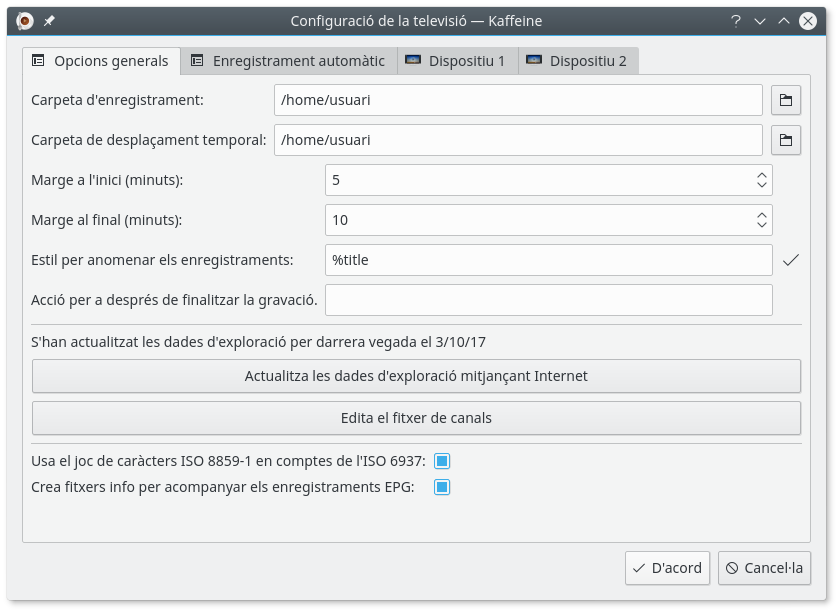 Configuració de la televisió — Kaffeine
Opcions generals
Enregistrament automàtic
Dispositiu 1
Dispositiu 2
Carpeta d'enregistrament:
/home/usuari
Carpeta de desplaçament temporal:
/home/usuari
Marge a l'inici (minuts):
5
Marge al final (minuts):
10
Estil per anomenar els enregistraments:
%title
Acció per a després de finalitzar la gravació.
S'han actualitzat les dades d'exploració per darrera vegada el 3/10/17
Actualitza les dades d'exploració mitjançant Internet
Edita el fitxer de canals
Usa el joc de caràcters ISO 8859-1 en comptes de l'ISO 6937:
Crea fitxers info per acompanyar els enregistraments EPG:
D'acord
Cancel·la